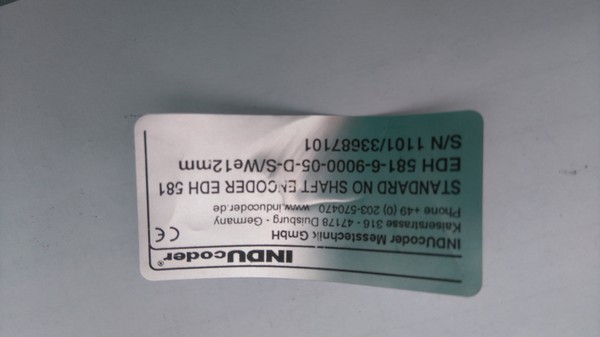 INDUcoder®
INDUcoder Messtechnik GmbH
Kaiserstrasse 316 - 47178 Duisburg - Germany
Phone +49 (0) 203-570470 www.inducoder.de
CE
STANDARD NO SHAFT ENCODER EDH 581
EDH 581-6-9000-05-D-S/We12mm
S/N 1101/33687101